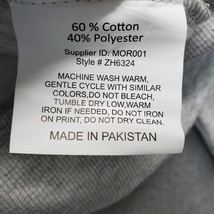 60 % Cotton
40% Polyester
Supplier ID: MOR001
Style # ZH6324
MACHINE WASH WARM,
GENTLE CYCLE WITH SIMILAR
COLORS,DO NOT BLEACH,
TUMBLE DRY LOW,WARM
IRON IF NEEDED, DO NOT IRON
ON PRINT, DO NOT DRY CLEAN.
MADE IN PAKISTAN